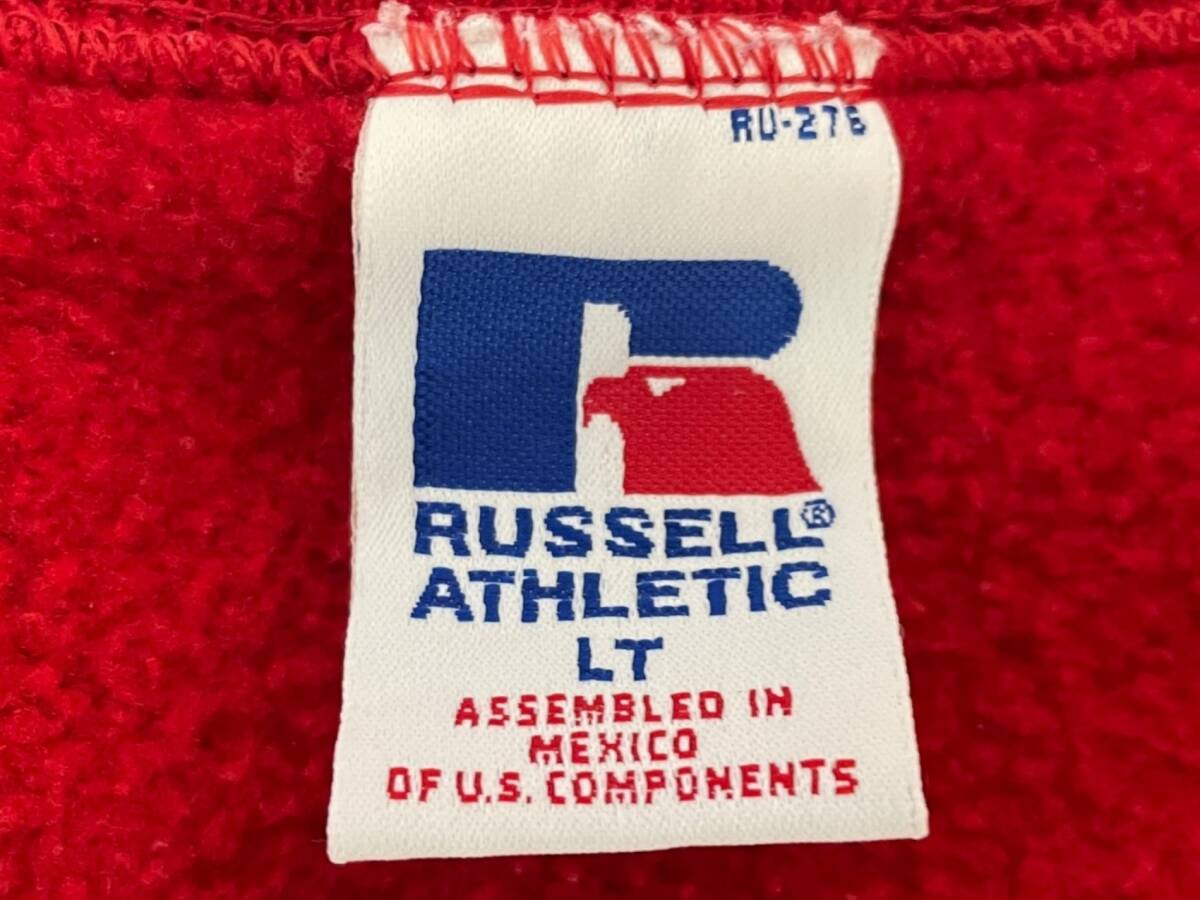 RU-276
RUSSELL®
ATHLETIC
LT
ASSEMBLED IN
MEXICO
OF U.S. COMPONENTS